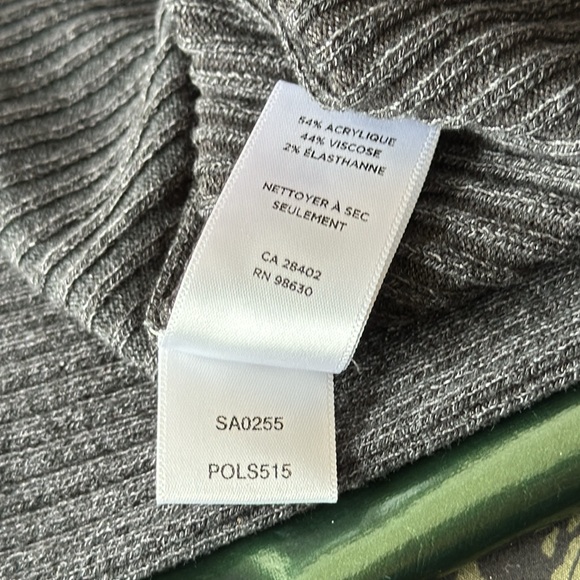 54% ACRYLIQUE
44% VISCOSE
2% ÉLASTHANNE
NETTOYER À SEC
SEULEMENT
CA 28402
RN 98630
SA0255
POLS515